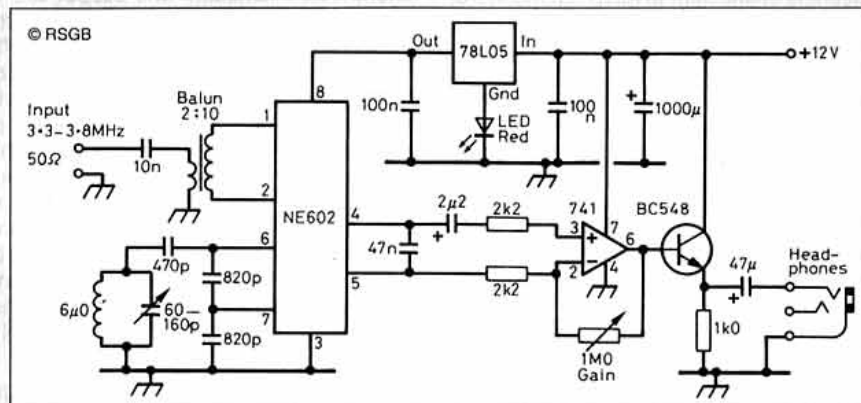 © RSGB
Input
3·3–3·8MHz
50Ω
10n
Balun
2:10
1
2
8
NE602
6
7
3
4
5
470p
820p
820p
6μ0
60–
160p
Out
78L05
In
Gnd
LED
Red
100n
100
n
+
1000μ
+12V
47n
2μ2
+
2k2
2k2
741
3
+
7
6
2
−
4
1M0
Gain
BC548
47μ
+
1k0
Head-
phones